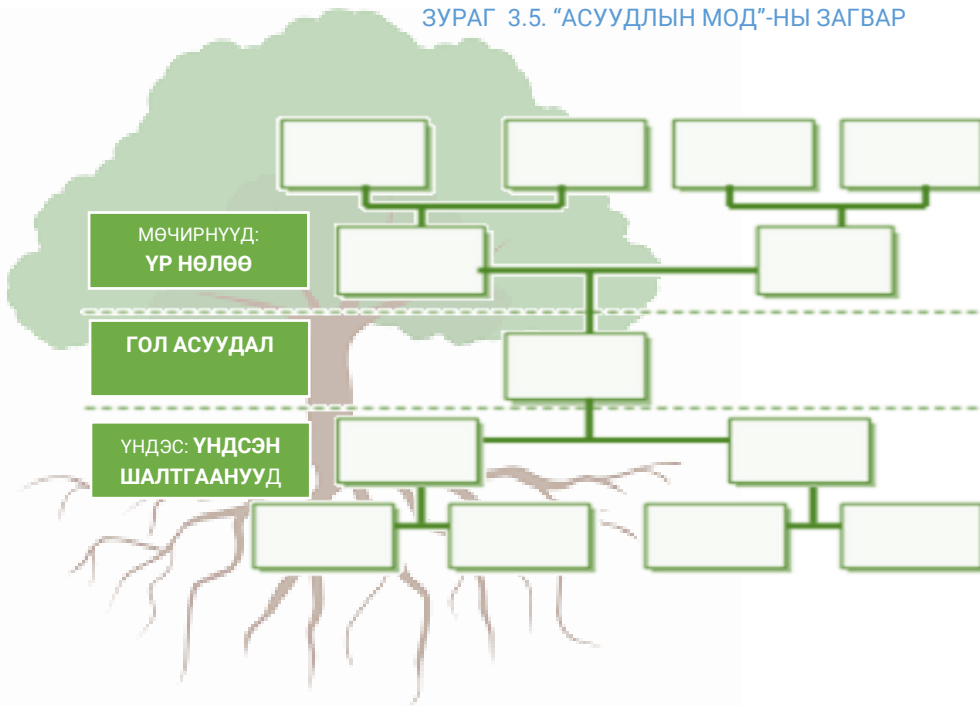 ЗУРАГ 3.5. “АСУУДЛЫН МОД”-НЫ ЗАГВАР
МӨЧИРНҮҮД:
ҮР НӨЛӨӨ
ГОЛ АСУУДАЛ
ҮНДЭС: ҮНДСЭН
ШАЛТГААНУУД